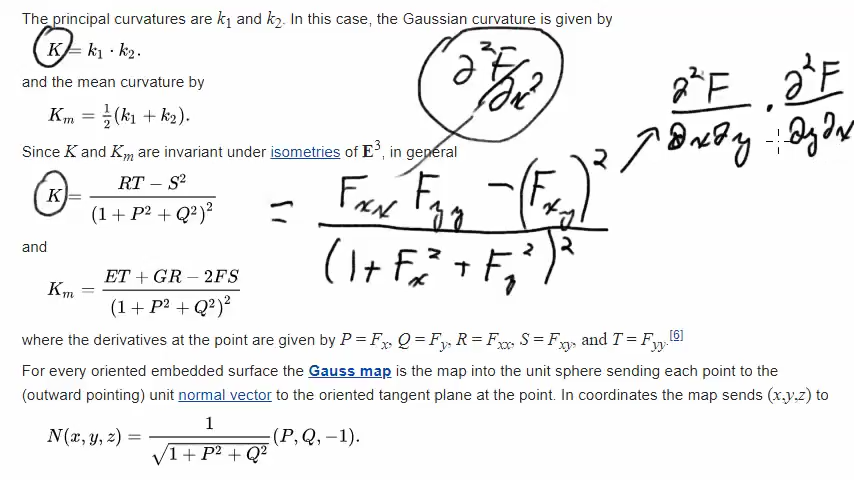 The principal curvatures are k₁ and k₂. In this case, the Gaussian curvature is given by
K = k₁ · k₂.
and the mean curvature by
Kₘ = ½(k₁ + k₂).
∂²F/∂x²
∂²F/∂x∂y · ∂²F/∂y∂x
Since K and Kₘ are invariant under isometries of E³, in general
K = (RT − S²)/(1 + P² + Q²)²
= (Fₓₓ F_yy − (F_xy)²)/(1 + Fₓ² + F_y²)²
and
Kₘ = (ET + GR − 2FS)/(1 + P² + Q²)²
where the derivatives at the point are given by P = Fₓ, Q = F_y, R = Fₓₓ, S = F_xy, and T = F_yy.[6]
For every oriented embedded surface the Gauss map is the map into the unit sphere sending each point to the
(outward pointing) unit normal vector to the oriented tangent plane at the point. In coordinates the map sends (x,y,z) to
N(x, y, z) = 1/√(1 + P² + Q²) (P, Q, −1).